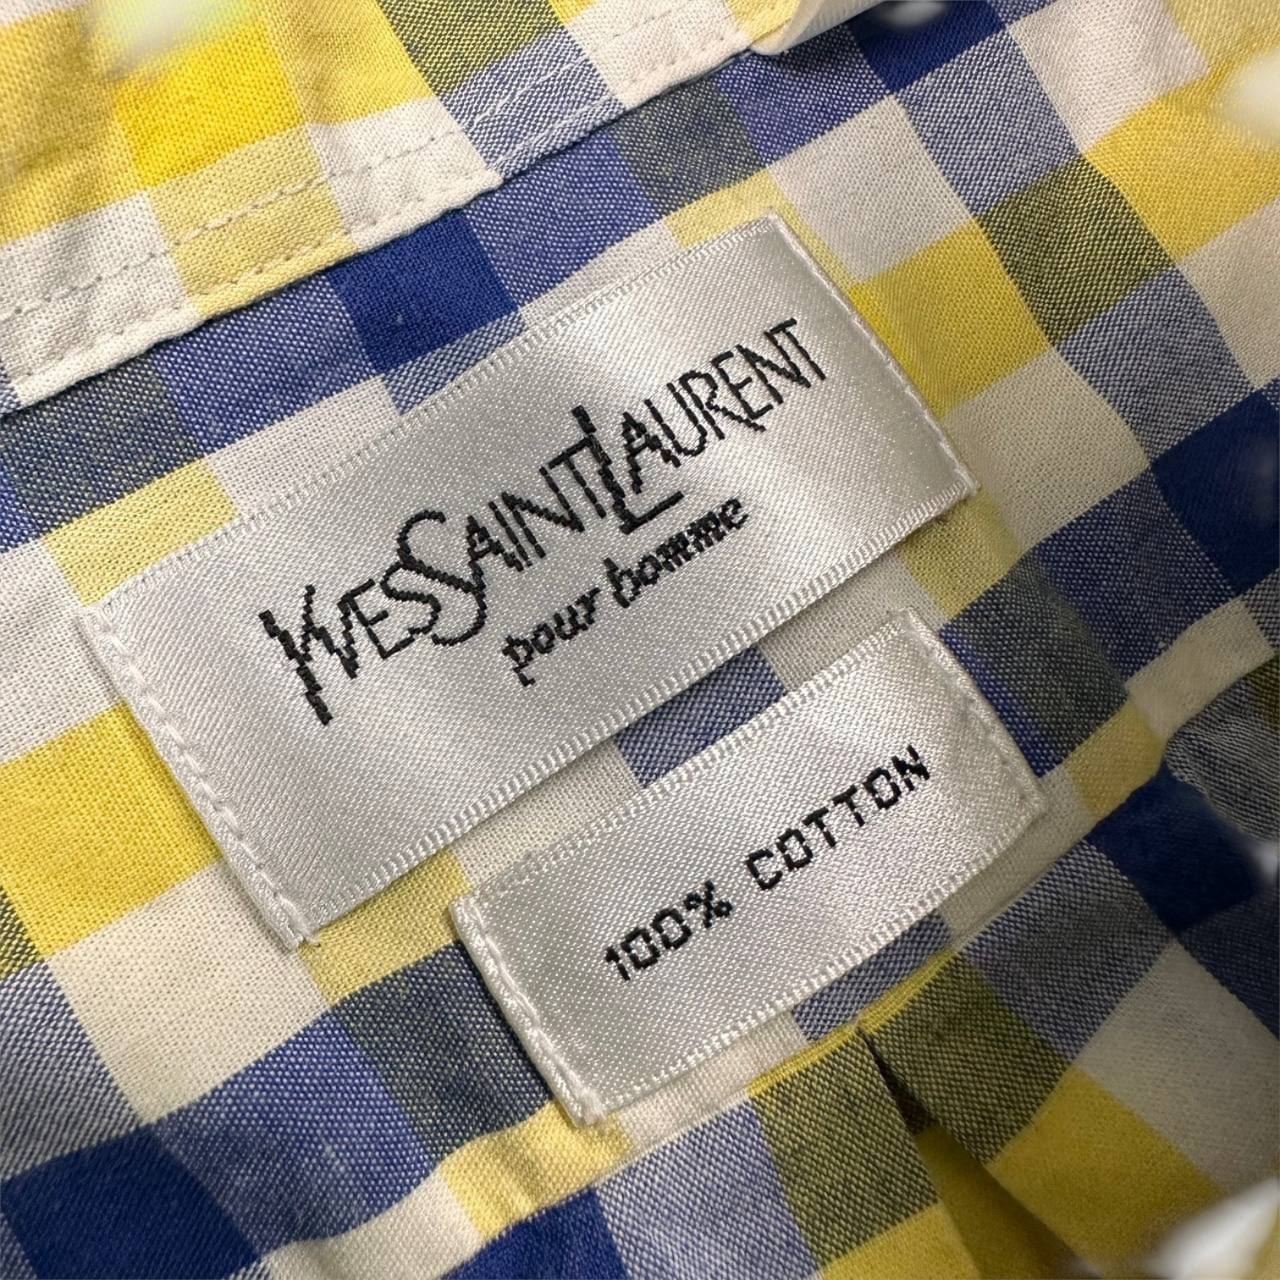 YVESSAINTLAURENT
pour homme
100% COTTON